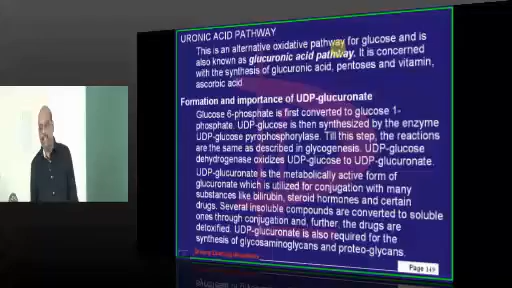 URONIC ACID PATHWAY
This is an alternative oxidative pathway for glucose and is
also known as glucuronic acid pathway. It is concerned
with the synthesis of glucuronic acid, pentoses and vitamin,
ascorbic acid
Formation and importance of UDP-glucuronate
Glucose 6-phosphate is first converted to glucose 1-
phosphate. UDP-glucose is then synthesized by the enzyme
UDP-glucose pyrophosphorylase. Till this step, the reactions
are the same as described in glycogenesis. UDP-glucose
dehydrogenase oxidizes UDP-glucose to UDP-glucuronate.
UDP-glucuronate is the metabolically active form of
glucuronate which is utilized for conjugation with many
substances like bilirubin, steroid hormones and certain
drugs. Several insoluble compounds are converted to soluble
ones through conjugation and, further, the drugs are
detoxified. UDP-glucuronate is also required for the
synthesis of glycosaminoglycans and proteo-glycans.
Page 149